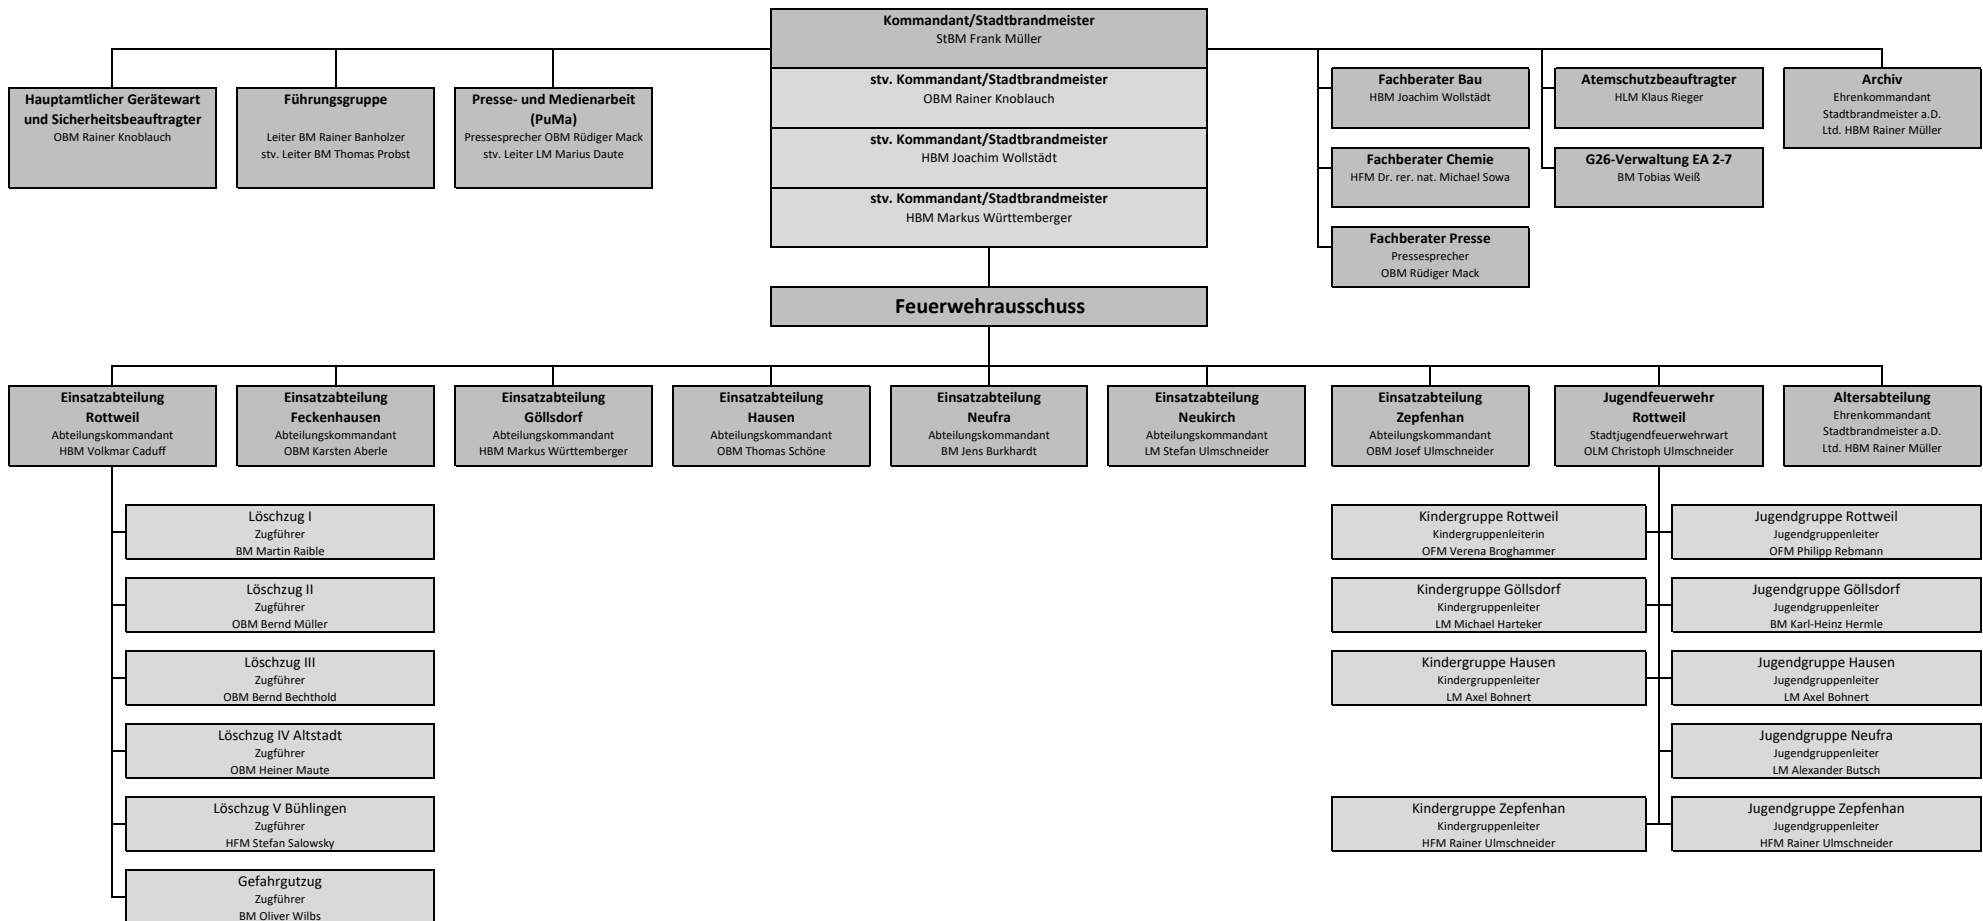 Kommandant/Stadtbrandmeister
StBM Frank Müller
stv. Kommandant/Stadtbrandmeister
OBM Rainer Knoblauch
stv. Kommandant/Stadtbrandmeister
HBM Joachim Wollstädt
stv. Kommandant/Stadtbrandmeister
HBM Markus Württemberger
Hauptamtlicher Gerätewart
und Sicherheitsbeauftragter
OBM Rainer Knoblauch
Führungsgruppe
Leiter BM Rainer Banholzer
stv. Leiter BM Thomas Probst
Presse- und Medienarbeit
(PuMa)
Pressesprecher OBM Rüdiger Mack
stv. Leiter LM Marius Daute
Fachberater Bau
HBM Joachim Wollstädt
Fachberater Chemie
HFM Dr. rer. nat. Michael Sowa
Fachberater Presse
Pressesprecher
OBM Rüdiger Mack
Atemschutzbeauftragter
HLM Klaus Rieger
G26-Verwaltung EA 2-7
BM Tobias Weiß
Archiv
Ehrenkommandant
Stadtbrandmeister a.D.
Ltd. HBM Rainer Müller
Feuerwehrausschuss
Einsatzabteilung
Rottweil
Abteilungskommandant
HBM Volkmar Caduff
Einsatzabteilung
Feckenhausen
Abteilungskommandant
OBM Karsten Aberle
Einsatzabteilung
Göllsdorf
Abteilungskommandant
HBM Markus Württemberger
Einsatzabteilung
Hausen
Abteilungskommandant
OBM Thomas Schöne
Einsatzabteilung
Neufra
Abteilungskommandant
BM Jens Burkhardt
Einsatzabteilung
Neukirch
Abteilungskommandant
LM Stefan Ulmschneider
Einsatzabteilung
Zepfenhan
Abteilungskommandant
OBM Josef Ulmschneider
Jugendfeuerwehr
Rottweil
Stadtjugendfeuerwehrwart
OLM Christoph Ulmschneider
Altersabteilung
Ehrenkommandant
Stadtbrandmeister a.D.
Ltd. HBM Rainer Müller
Löschzug I
Zugführer
BM Martin Raible
Löschzug II
Zugführer
OBM Bernd Müller
Löschzug III
Zugführer
OBM Bernd Bechthold
Löschzug IV Altstadt
Zugführer
OBM Heiner Maute
Löschzug V Bühlingen
Zugführer
HFM Stefan Salowsky
Gefahrgutzug
Zugführer
BM Oliver Wilbs
Kindergruppe Rottweil
Kindergruppenleiterin
OFM Verena Broghammer
Jugendgruppe Rottweil
Jugendgruppenleiter
OFM Philipp Rebmann
Kindergruppe Göllsdorf
Kindergruppenleiter
LM Michael Harteker
Jugendgruppe Göllsdorf
Jugendgruppenleiter
BM Karl-Heinz Hermle
Kindergruppe Hausen
Kindergruppenleiter
LM Axel Bohnert
Jugendgruppe Hausen
Jugendgruppenleiter
LM Axel Bohnert
Jugendgruppe Neufra
Jugendgruppenleiter
LM Alexander Butsch
Kindergruppe Zepfenhan
Kindergruppenleiter
HFM Rainer Ulmschneider
Jugendgruppe Zepfenhan
Jugendgruppenleiter
HFM Rainer Ulmschneider